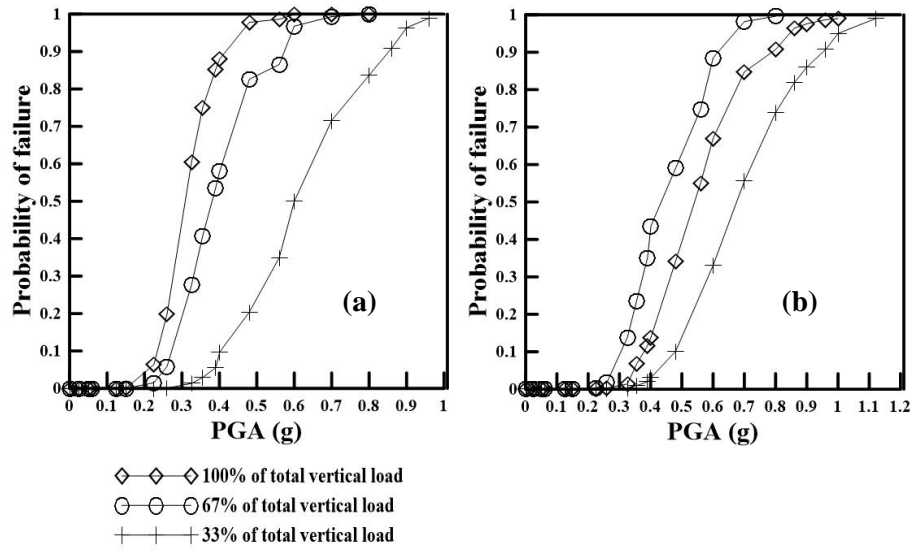 1
0.9
0.8
0.7
0.6
0.5
0.4
0.3
0.2
0.1
0
Probability of failure
(a)
0 0.1 0.2 0.3 0.4 0.5 0.6 0.7 0.8 0.9 1
PGA (g)
1
0.9
0.8
0.7
0.6
0.5
0.4
0.3
0.2
0.1
0
Probability of failure
(b)
0 0.1 0.2 0.3 0.4 0.5 0.6 0.7 0.8 0.9 1 1.1 1.2
PGA (g)
100% of total vertical load
67% of total vertical load
33% of total vertical load